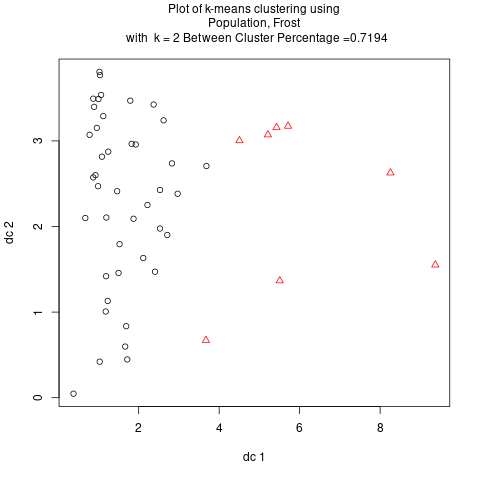 Plot of k-means clustering using
Population, Frost
with k = 2 Between Cluster Percentage =0.7194
dc 2
3
2
1
0
2
4
6
8
dc 1